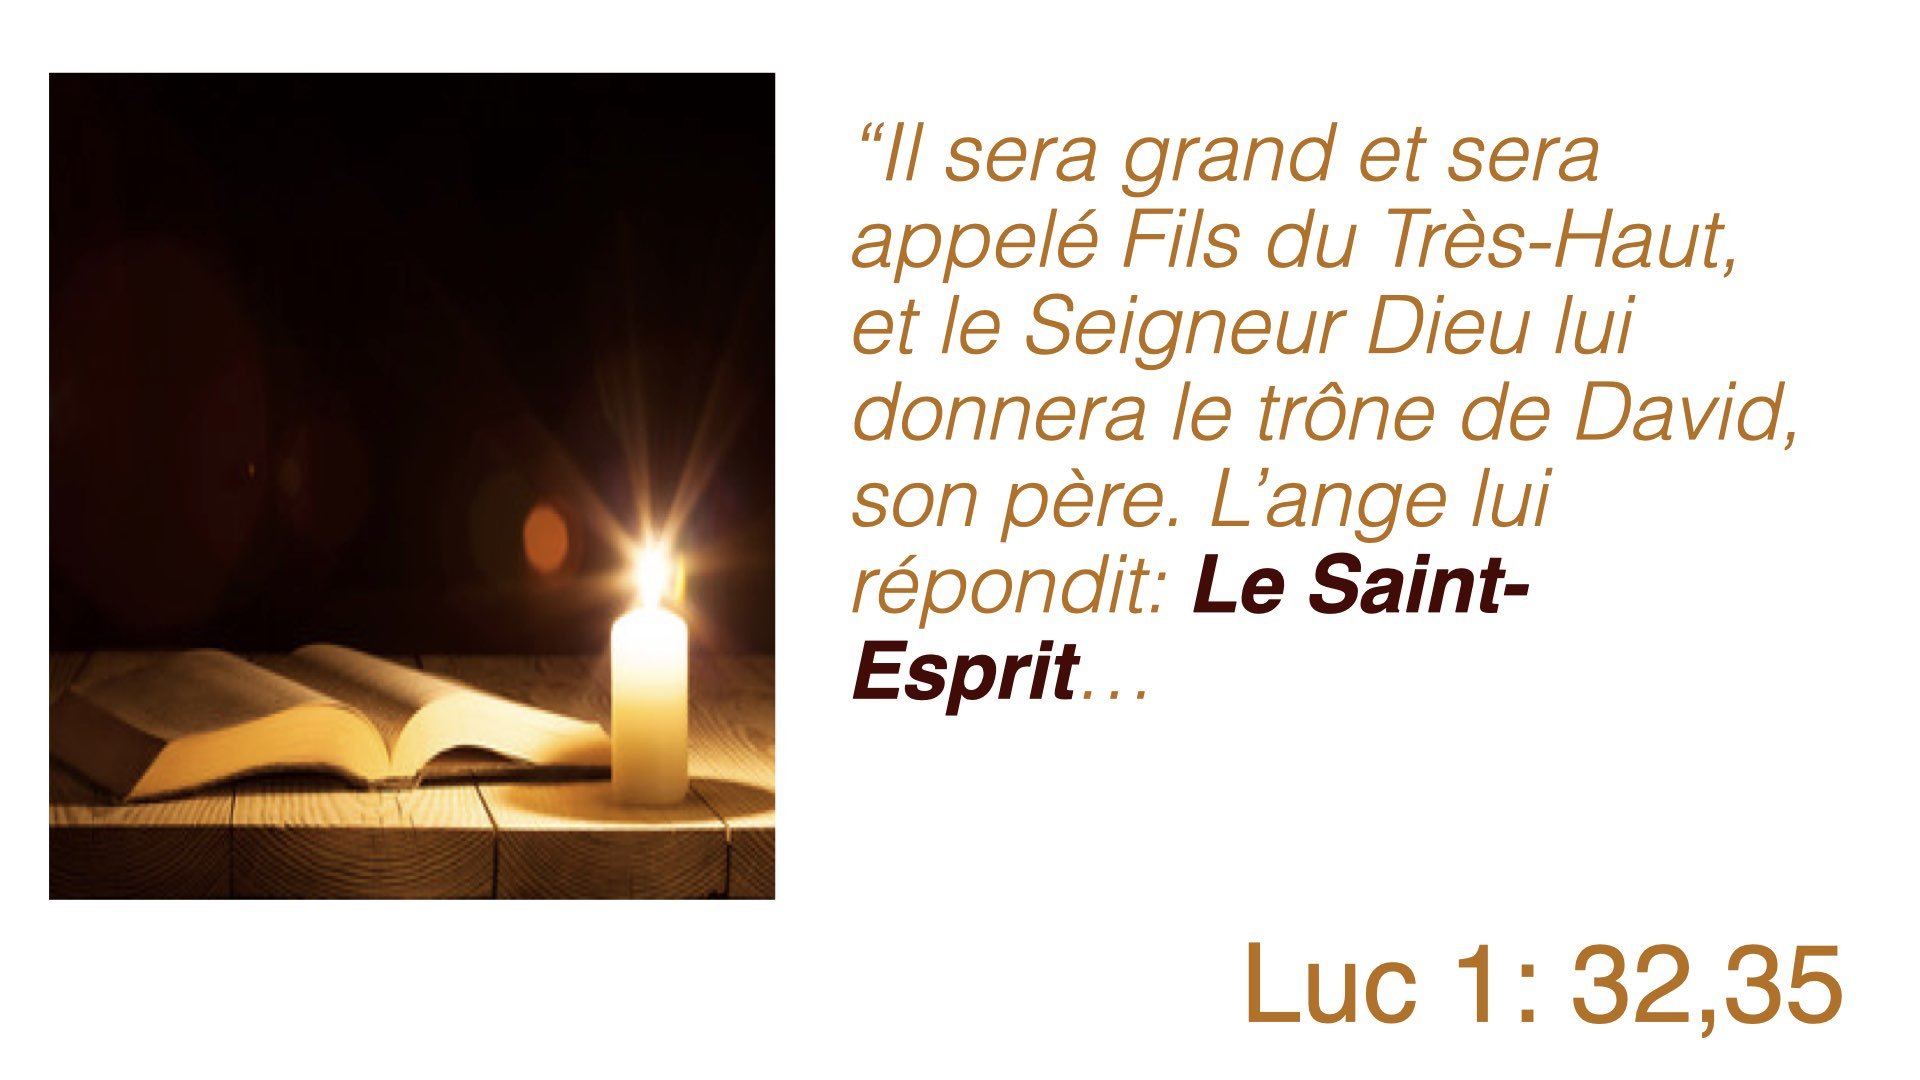 “Il sera grand et sera
appelé Fils du Très-Haut,
et le Seigneur Dieu lui
donnera le trône de David,
son père. L’ange lui
répondit: Le Saint-
Esprit…
Luc 1: 32,35